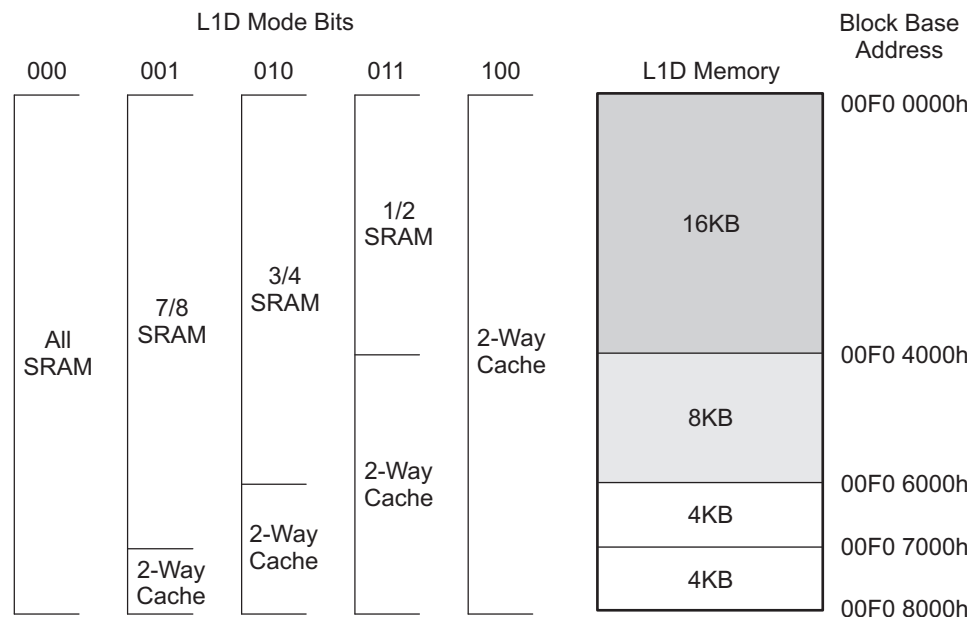 L1D Mode Bits
Block Base
Address
000 001 010 011 100 L1D Memory
00F0 0000h
1/2
SRAM
16KB
3/4
SRAM
7/8
SRAM
All
SRAM
2-Way
Cache
00F0 4000h
8KB
2-Way
Cache
00F0 6000h
4KB
2-Way
Cache
00F0 7000h
2-Way
Cache
4KB
00F0 8000h